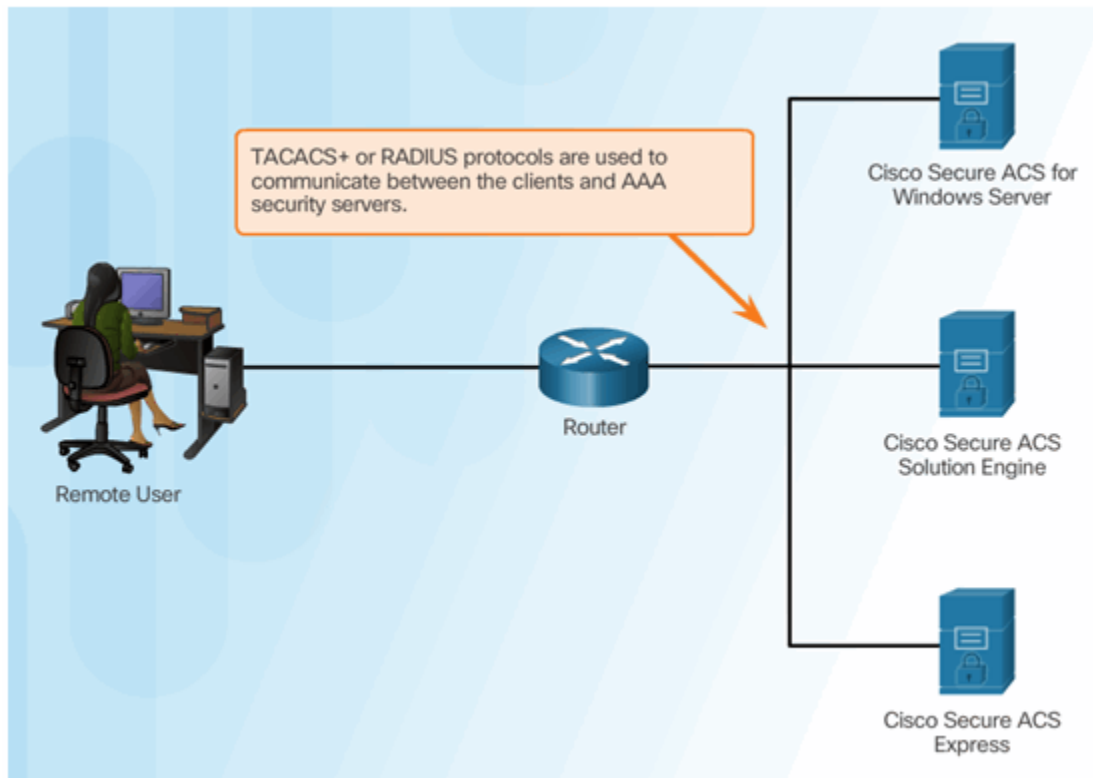 TACACS+ or RADIUS protocols are used to
communicate between the clients and AAA
security servers.
Cisco Secure ACS for
Windows Server
Router
Cisco Secure ACS
Solution Engine
Remote User
Cisco Secure ACS
Express